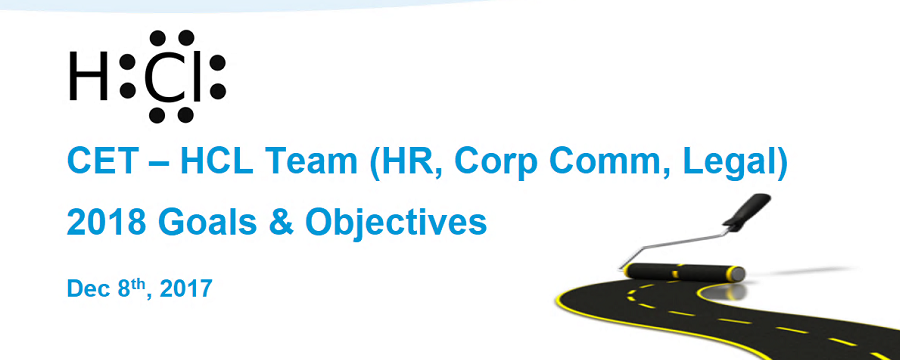 H:Cl:
CET – HCL Team (HR, Corp Comm, Legal)
2018 Goals & Objectives
Dec 8th, 2017